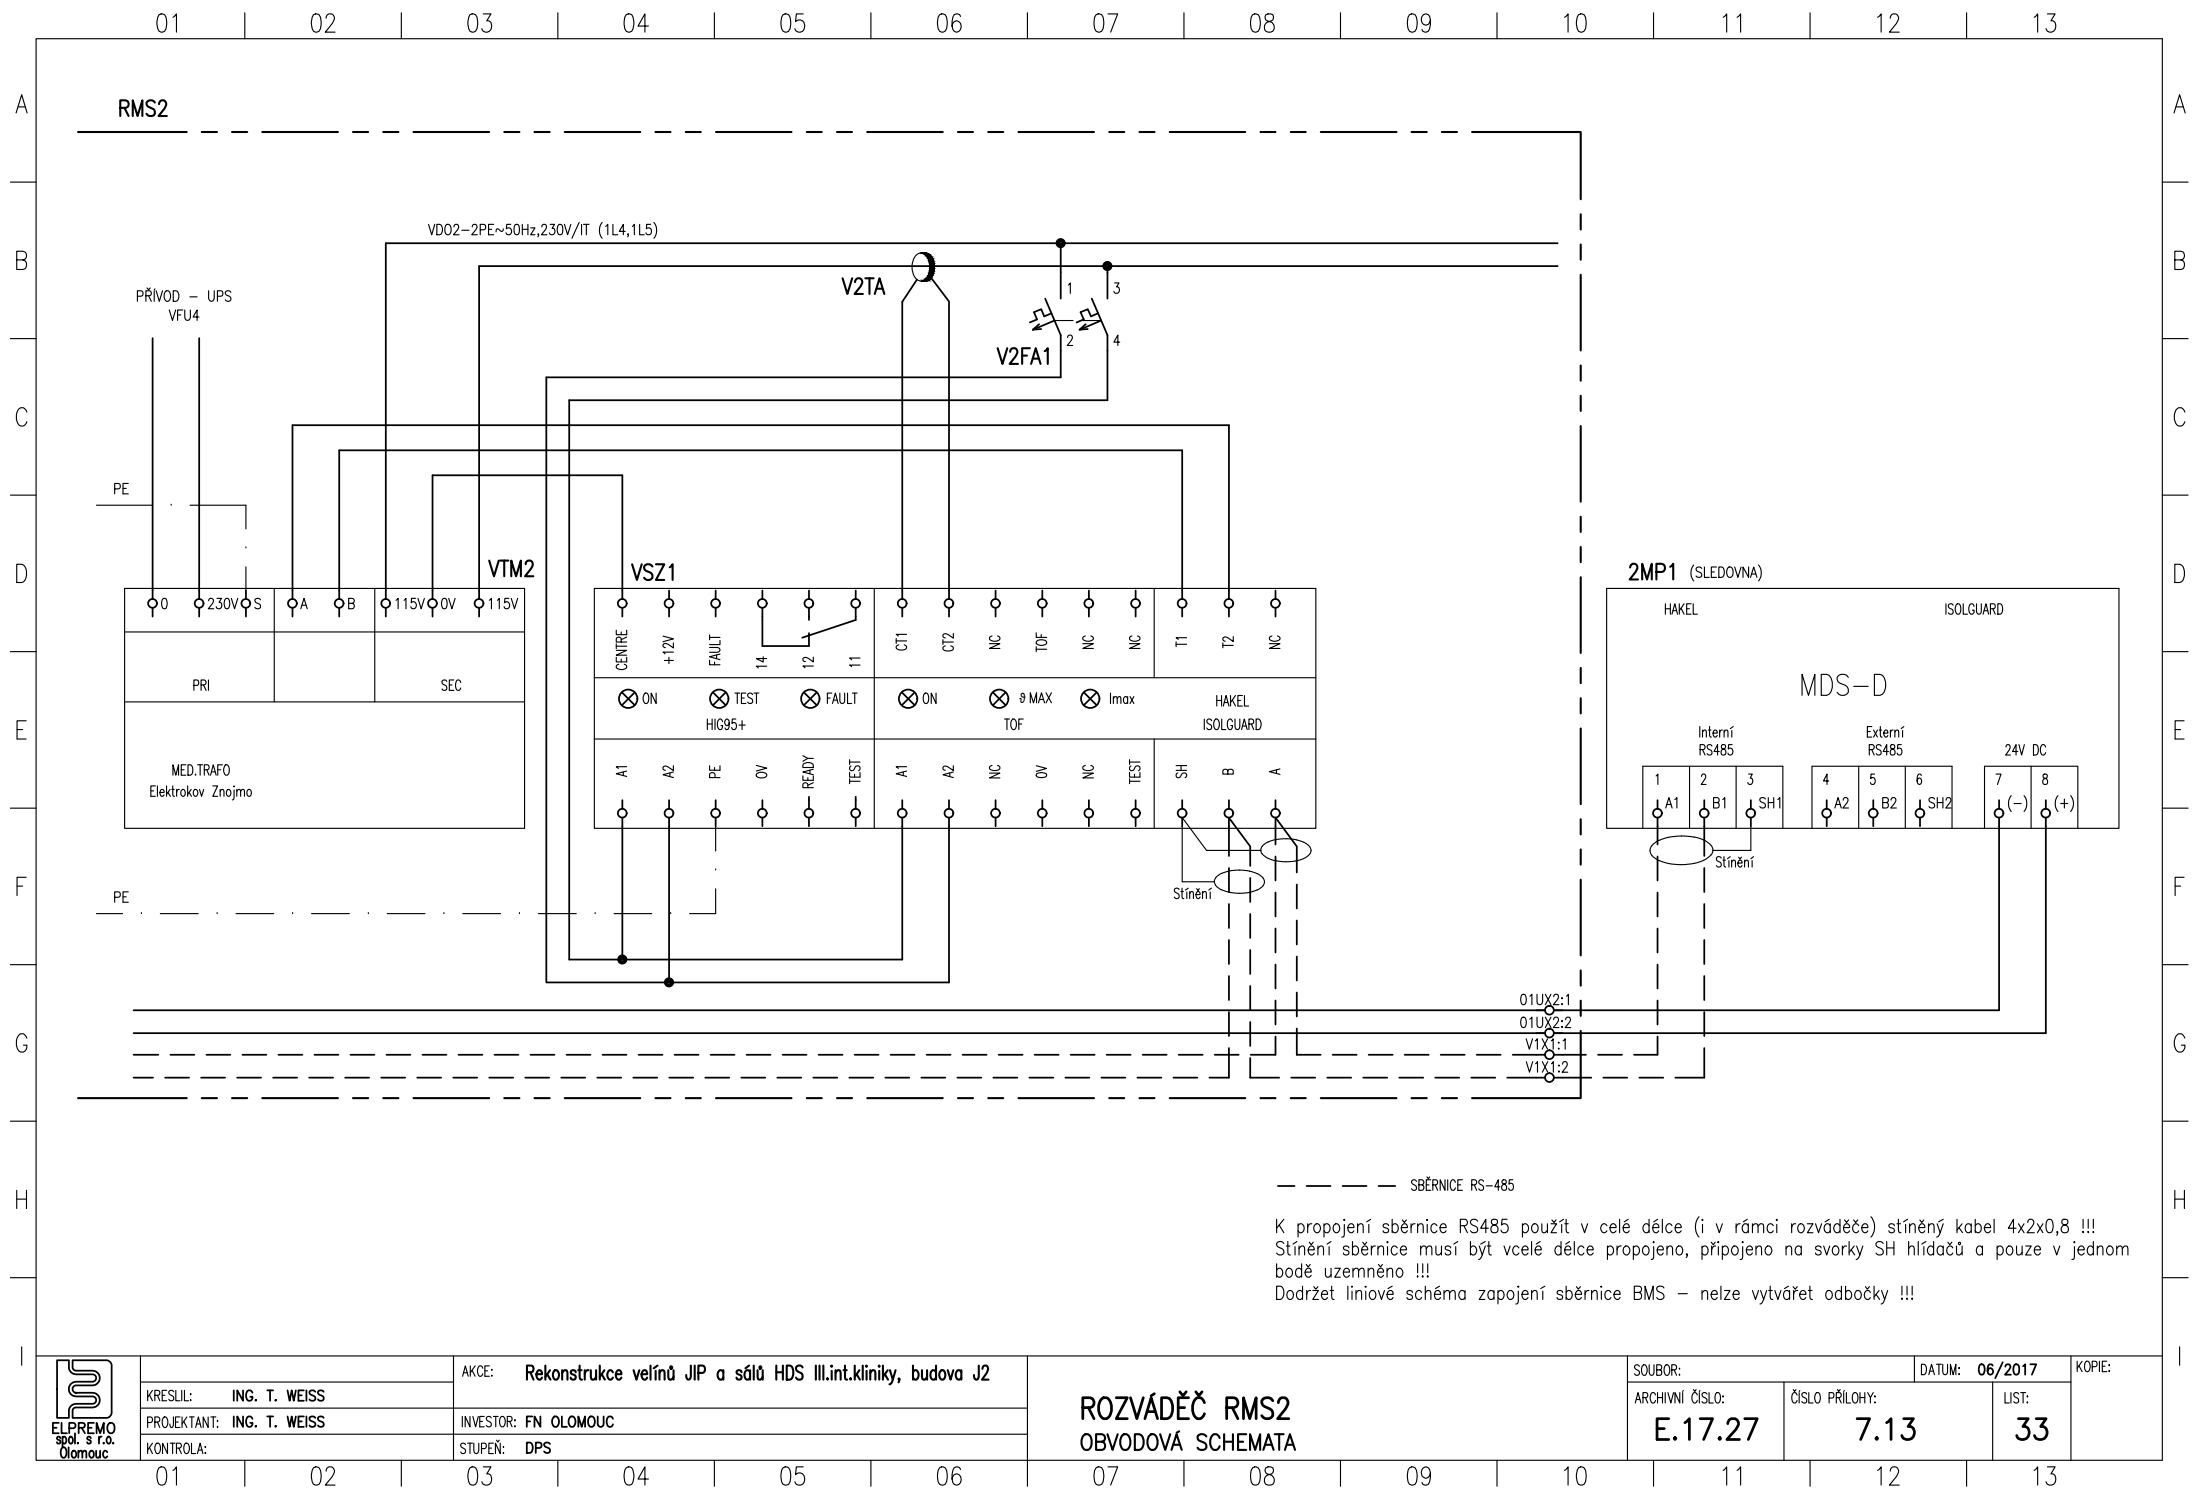 01 02 03 04 05 06 07 08 09 10 11 12 13
A A
RMS2
VDO2-2PE~50Hz,230V/IT (1L4,1L5)
B B
V2TA
PŘÍVOD - UPS
VFU4
1 3
2 4
V2FA1
C C
PE
D D
VTM2
VSZ1
2MP1 (SLEDOVNA)
0 230V S A B 115V 0V 115V
HAKEL ISOLGUARD
CENTRE +12V FAULT 14 12 11 CT1 CT2 NC TOF NC NC T1 T2 NC
PRI SEC
MDS-D
ON TEST FAULT ON ϑ MAX Imax HAKEL
HIG95+ TOF ISOLGUARD
E E
Interní
RS485
Externí
RS485
24V DC
MED.TRAFO
Elektrokov Znojmo
A1 A2 PE 0V READY TEST A1 A2 NC 0V NC TEST SH B A
1 2 3 4 5 6 7 8
A1 B1 SH1 A2 B2 SH2 (-) (+)
Stínění
F F
Stínění
PE
01UX2:1
01UX2:2
V1X1:1
V1X1:2
G G
SBĚRNICE RS-485
H H
K propojení sběrnice RS485 použít v celé délce (i v rámci rozváděče) stíněný kabel 4x2x0,8 !!!
Stínění sběrnice musí být vcelé délce propojeno, připojeno na svorky SH hlídačů a pouze v jednom
bodě uzemněno !!!
Dodržet liniové schéma zapojení sběrnice BMS - nelze vytvářet odbočky !!!
I I
ELPREMO
spol. s r.o.
Olomouc
KRESLIL: ING. T. WEISS
PROJEKTANT: ING. T. WEISS
KONTROLA:
AKCE: Rekonstrukce velínů JIP a sálů HDS III.int.kliniky, budova J2
INVESTOR: FN OLOMOUC
STUPEŇ: DPS
ROZVÁDĚČ RMS2
OBVODOVÁ SCHEMATA
SOUBOR: DATUM: 06/2017 KOPIE:
ARCHIVNÍ ČÍSLO: ČÍSLO PŘÍLOHY: LIST:
E.17.27 7.13 33
01 02 03 04 05 06 07 08 09 10 11 12 13